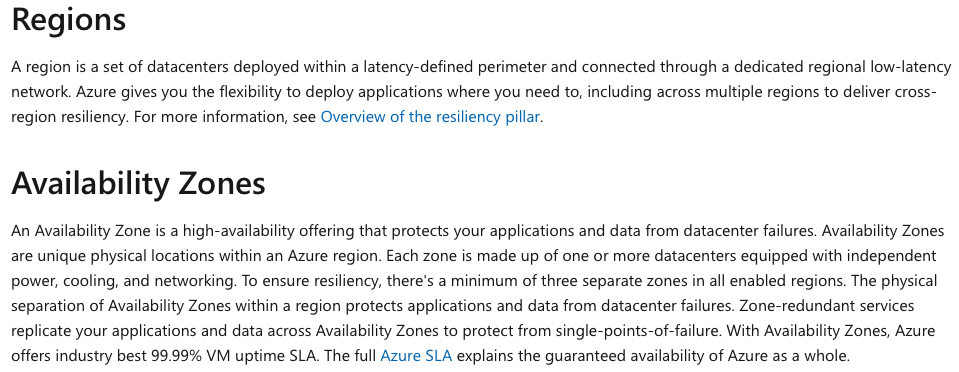 Regions
A region is a set of datacenters deployed within a latency-defined perimeter and connected through a dedicated regional low-latency
network. Azure gives you the flexibility to deploy applications where you need to, including across multiple regions to deliver cross-
region resiliency. For more information, see Overview of the resiliency pillar.
Availability Zones
An Availability Zone is a high-availability offering that protects your applications and data from datacenter failures. Availability Zones
are unique physical locations within an Azure region. Each zone is made up of one or more datacenters equipped with independent
power, cooling, and networking. To ensure resiliency, there's a minimum of three separate zones in all enabled regions. The physical
separation of Availability Zones within a region protects applications and data from datacenter failures. Zone-redundant services
replicate your applications and data across Availability Zones to protect from single-points-of-failure. With Availability Zones, Azure
offers industry best 99.99% VM uptime SLA. The full Azure SLA explains the guaranteed availability of Azure as a whole.